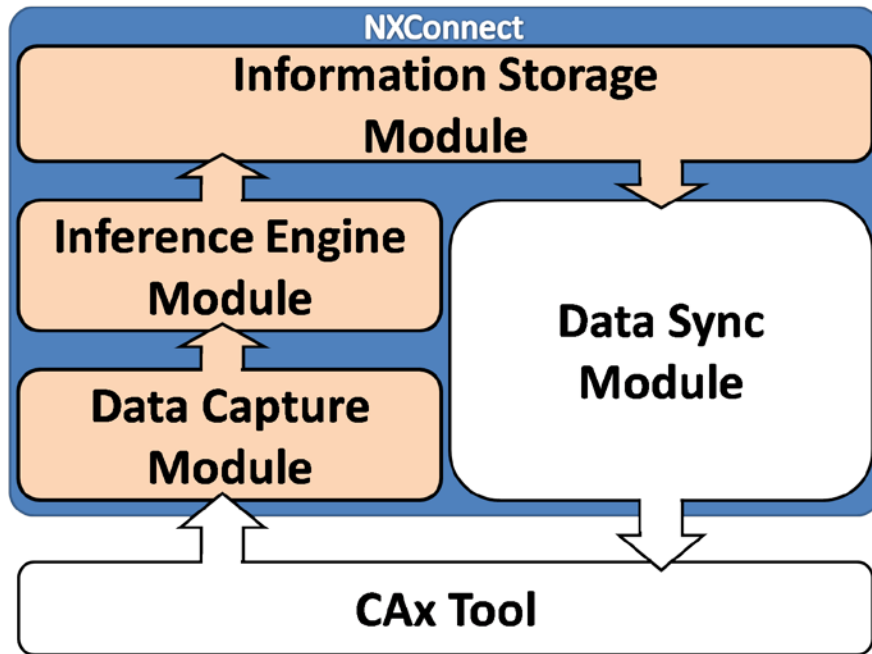 NXConnect
Information Storage
Module
Inference Engine
Module
Data Sync
Module
Data Capture
Module
CAx Tool